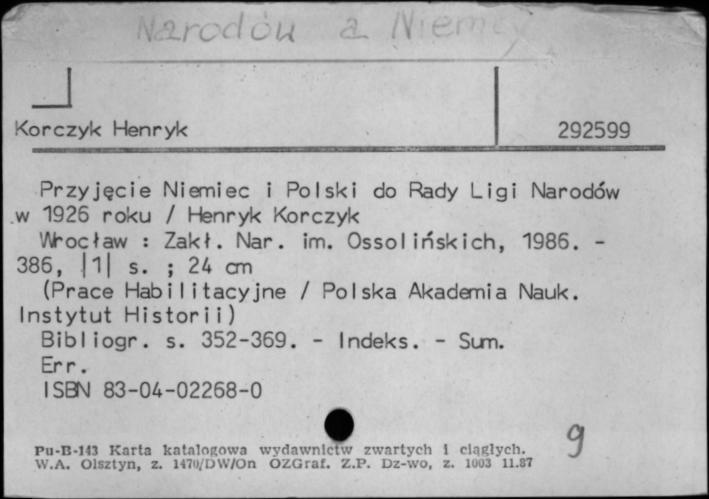 Narodów a Niemcy
Korczyk Henryk
292599
Przyjęcie Niemiec i Polski do Rady Ligi Narodów
w 1926 roku / Henryk Korczyk
Wrocław : Zakł. Nar. im. Ossolińskich, 1986. -
386, |1| s. ; 24 cm
(Prace Habilitacyjne / Polska Akademia Nauk.
Instytut Historii)
Bibliogr. s. 352-369. - Indeks. - Sum.
Err.
ISBN 83-04-02268-0
g
Pu-B-143 Karta katalogowa wydawnictw zwartych i ciągłych.
W.A. Olsztyn, z. 1470/DW/On OZGraf. Z.P. Dz-wo, z. 1003 11.87